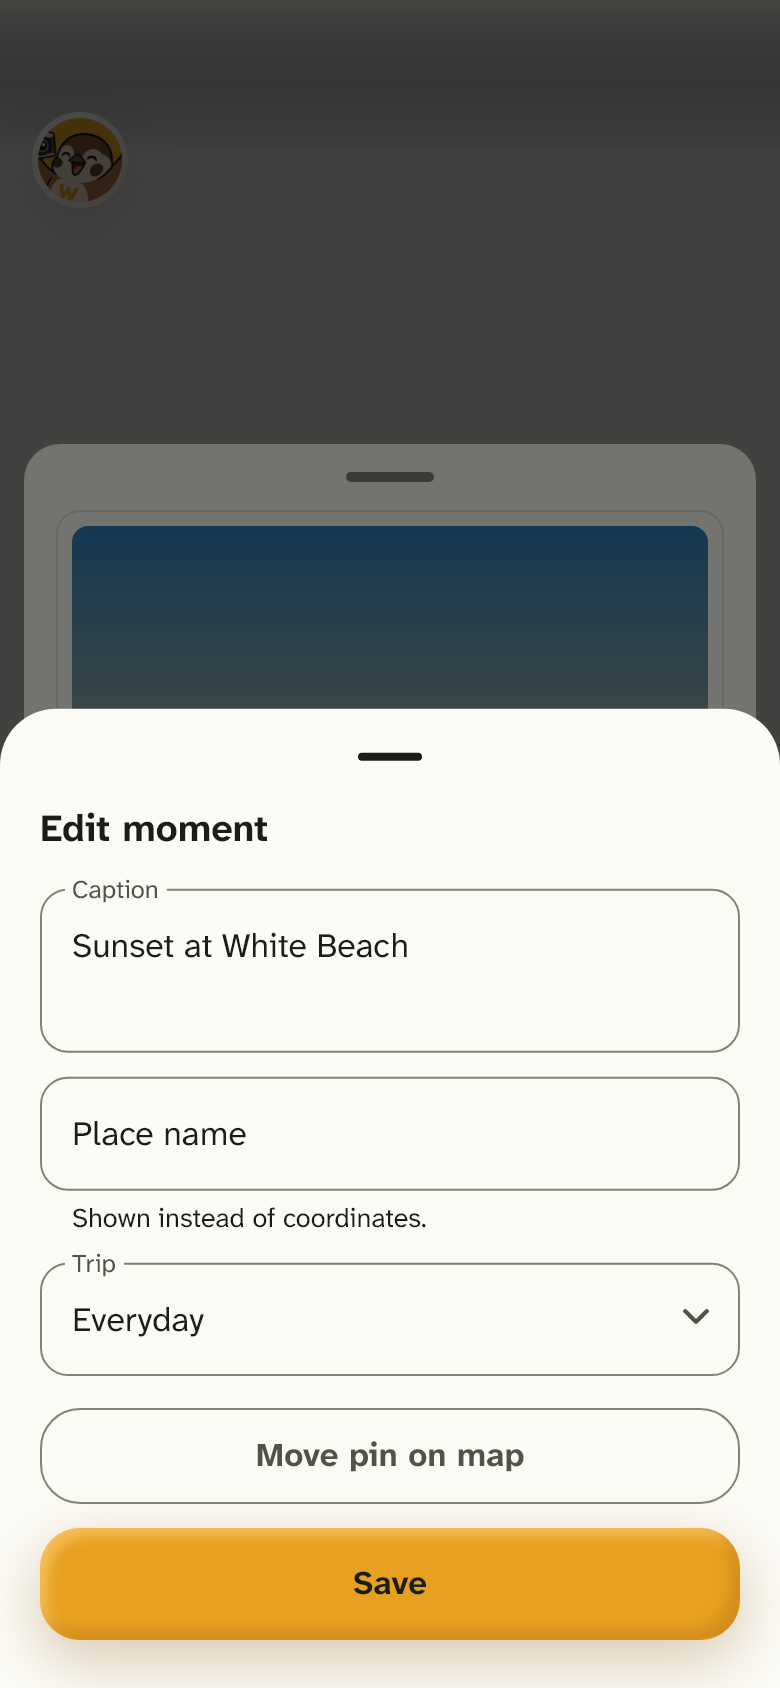 W
Edit moment
Caption
Sunset at White Beach
Place name
Shown instead of coordinates.
Trip
Everyday
Move pin on map
Save